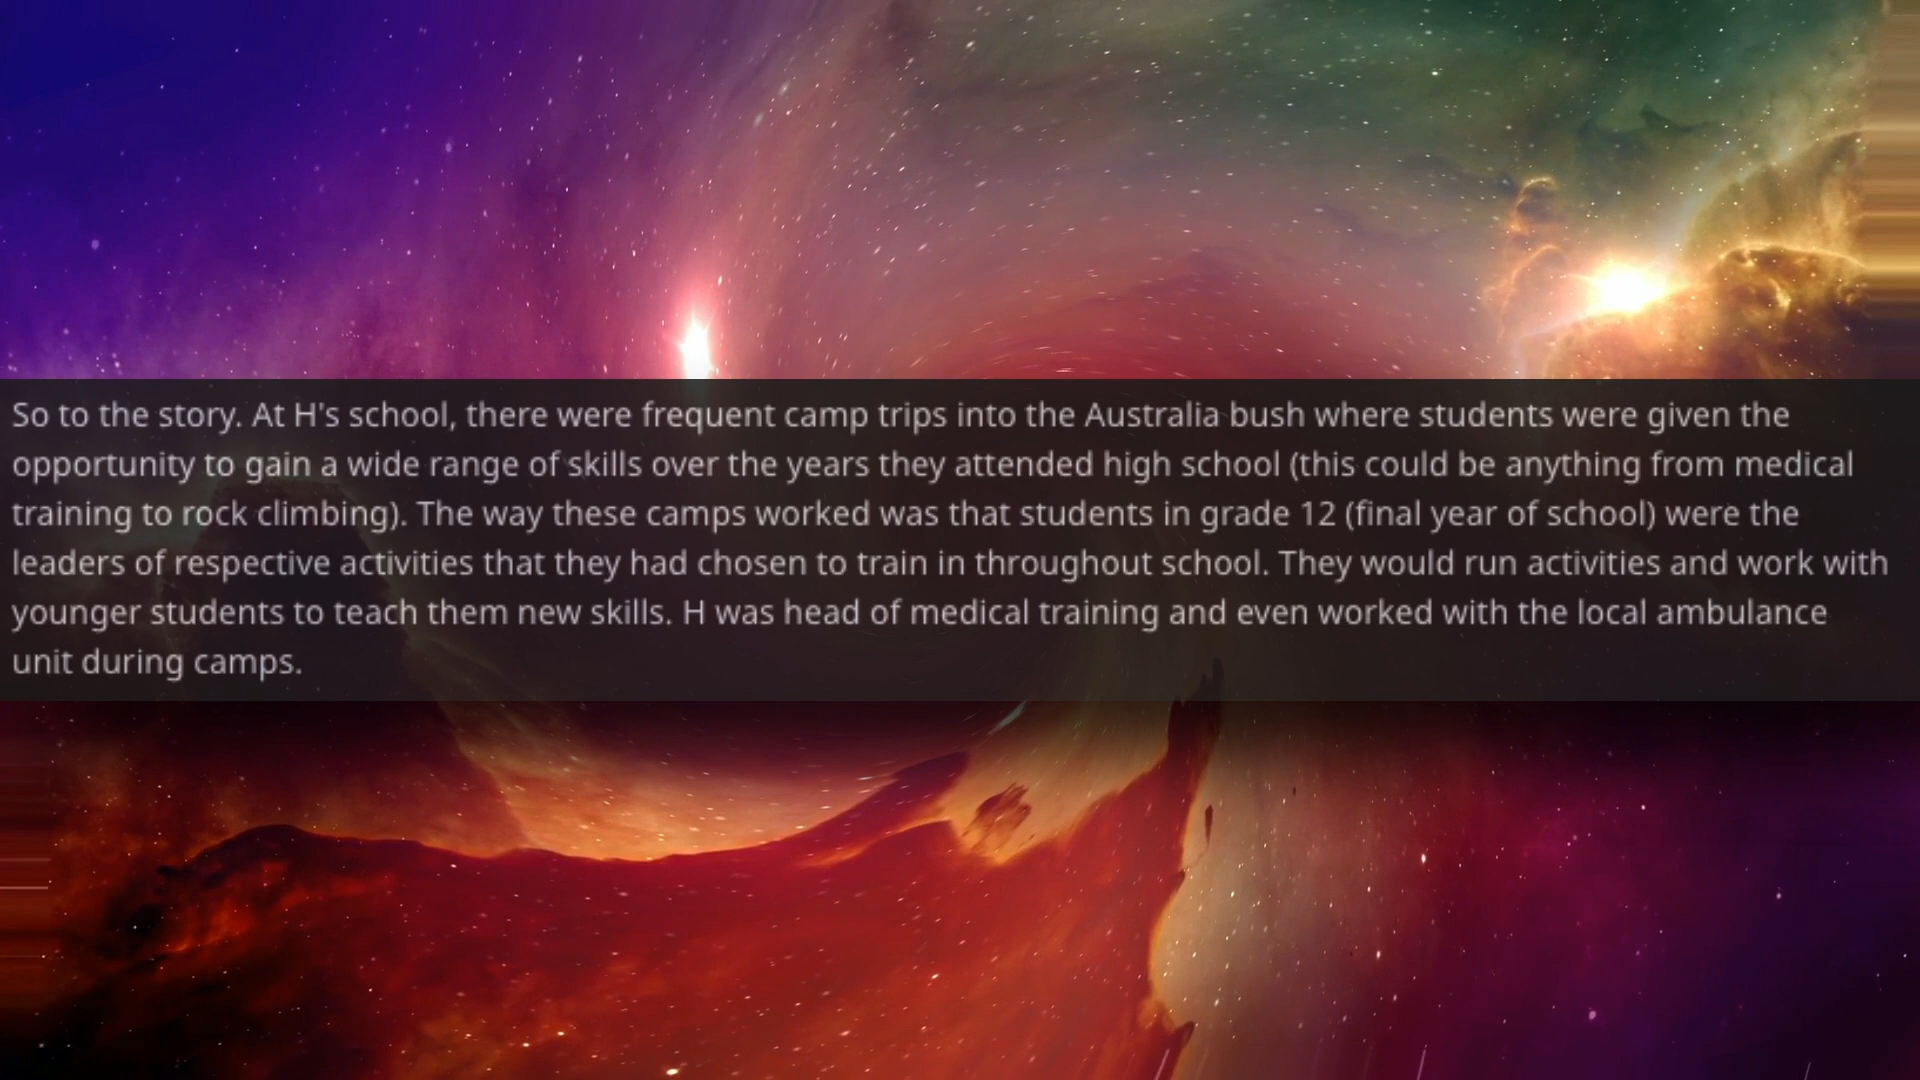 So to the story. At H's school, there were frequent camp trips into the Australia bush where students were given the
opportunity to gain a wide range of skills over the years they attended high school (this could be anything from medical
training to rock climbing). The way these camps worked was that students in grade 12 (final year of school) were the
leaders of respective activities that they had chosen to train in throughout school. They would run activities and work with
younger students to teach them new skills. H was head of medical training and even worked with the local ambulance
unit during camps.